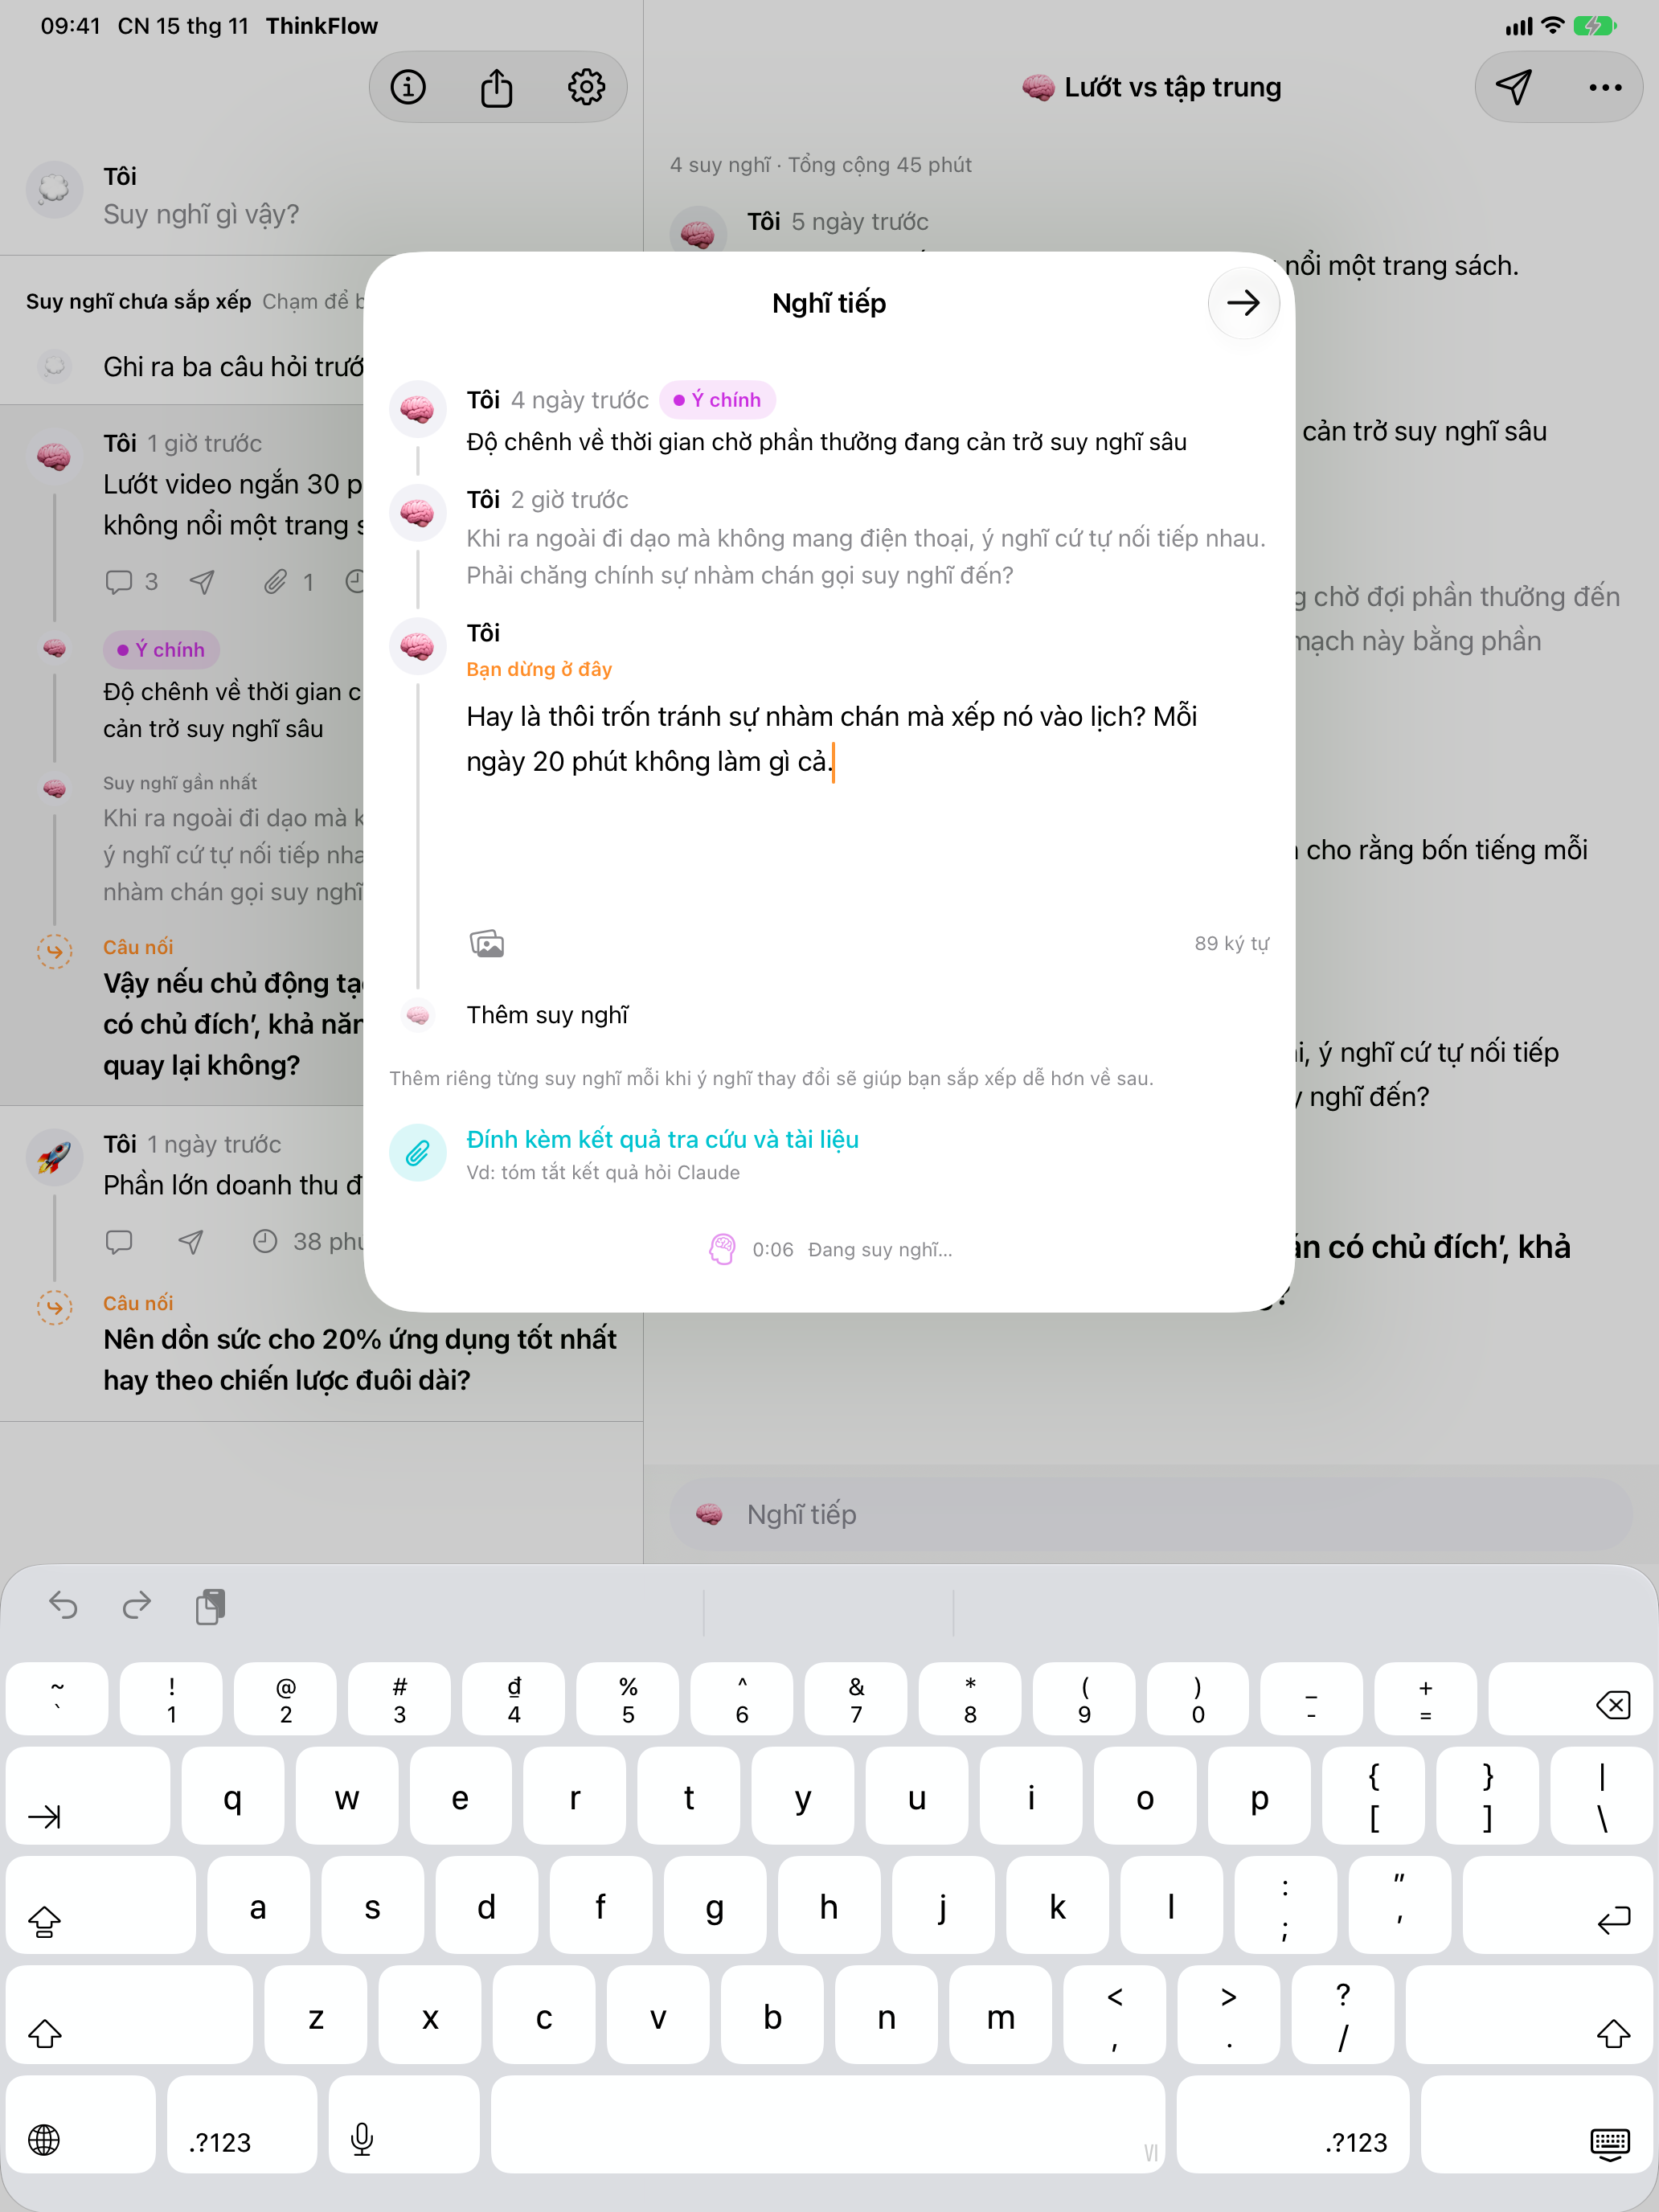 09:41 CN 15 thg 11 ThinkFlow
Tôi
Suy nghĩ gì vậy?
Suy nghĩ chưa sắp xếp Chạm để
Ghi ra ba câu hỏi trướ
Tôi 1 giờ trước
Lướt video ngắn 30 p
không nổi một trang s
3 1
Ý chính
Độ chênh về thời gian c
cản trở suy nghĩ sâu
Suy nghĩ gần nhất
Khi ra ngoài đi dạo mà k
ý nghĩ cứ tự nối tiếp nha
nhàm chán gọi suy nghĩ
Câu nối
Vậy nếu chủ động tạ
có chủ đích’, khả năn
quay lại không?
Tôi 1 ngày trước
Phần lớn doanh thu đ
38 phú
Câu nối
Nên dồn sức cho 20% ứng dụng tốt nhất
hay theo chiến lược đuôi dài?
🧠 Lướt vs tập trung
4 suy nghĩ · Tổng cộng 45 phút
Tôi 5 ngày trước
nổi một trang sách.
cản trở suy nghĩ sâu
g chờ đợi phần thưởng đến
mạch này bằng phần
cho rằng bốn tiếng mỗi
i, ý nghĩ cứ tự nối tiếp
nghĩ đến?
án có chủ đích’, khả
?
Nghĩ tiếp
Nghĩ tiếp
Tôi 4 ngày trước Ý chính
Độ chênh về thời gian chờ phần thưởng đang cản trở suy nghĩ sâu
Tôi 2 giờ trước
Khi ra ngoài đi dạo mà không mang điện thoại, ý nghĩ cứ tự nối tiếp nhau.
Phải chăng chính sự nhàm chán gọi suy nghĩ đến?
Tôi
Bạn dừng ở đây
Hay là thôi trốn tránh sự nhàm chán mà xếp nó vào lịch? Mỗi
ngày 20 phút không làm gì cả.
89 ký tự
Thêm suy nghĩ
Thêm riêng từng suy nghĩ mỗi khi ý nghĩ thay đổi sẽ giúp bạn sắp xếp dễ hơn về sau.
Đính kèm kết quả tra cứu và tài liệu
Vd: tóm tắt kết quả hỏi Claude
0:06 Đang suy nghĩ...
~ ! @ # ₫ % ^ & * ( ) _ +
` 1 2 3 4 5 6 7 8 9 0 - =
q w e r t y u i o p { } |
[ ] \
a s d f g h j k l : "
; '
z x c v b n m < > ?
, . /
.?123 VI .?123